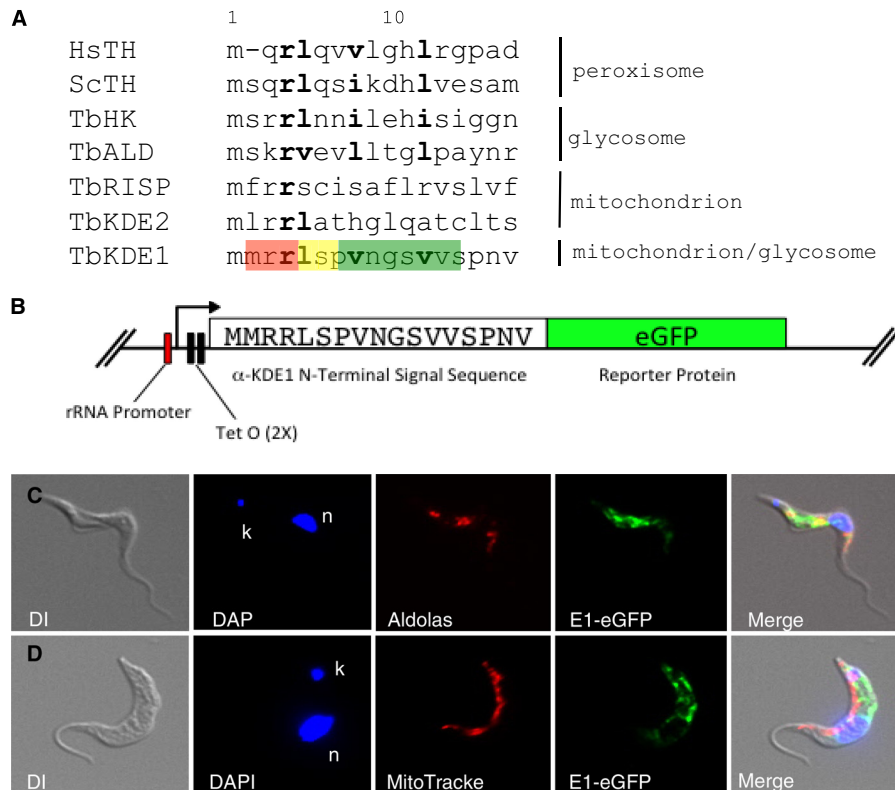 A
1 10
HsTH m-qrlqvvlghlrgpad
ScTH msqrlqsikdhlvesam
peroxisome
TbHK msrrlnnilehisiggn
TbALD mskrvevlltglpaynr
glycosome
TbRISP mfrrscisaflrvslvf
TbKDE2 mlrrlathglqatclts
mitochondrion
TbKDE1 mmrrlspvngsvvspnv
mitochondrion/glycosome
B
MMRRLSPVNGSVVSPNV eGFP
α-KDE1 N-Terminal Signal Sequence Reporter Protein
rRNA Promoter
Tet O (2X)
C
k n
DI DAP Aldolas E1-eGFP Merge
D
k
n
DI DAPI MitoTracke E1-eGFP Merge